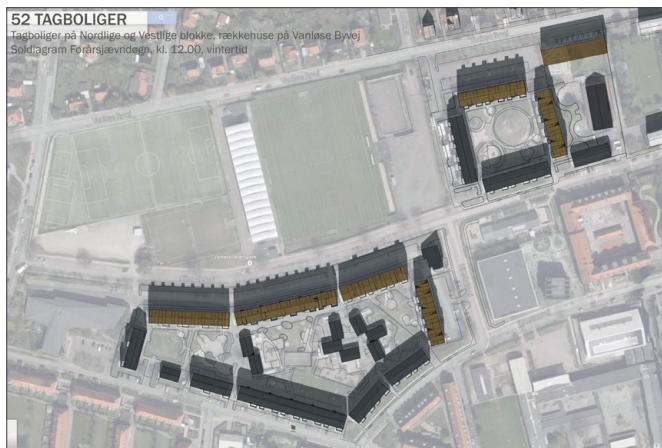 52 TAGBOLIGER
Tagboliger på Nordlige og Vestlige blokke, rækkehuse på Vanløse Byvej
Soldiagram Forårsjævndøgn, kl. 12.00, vintertid